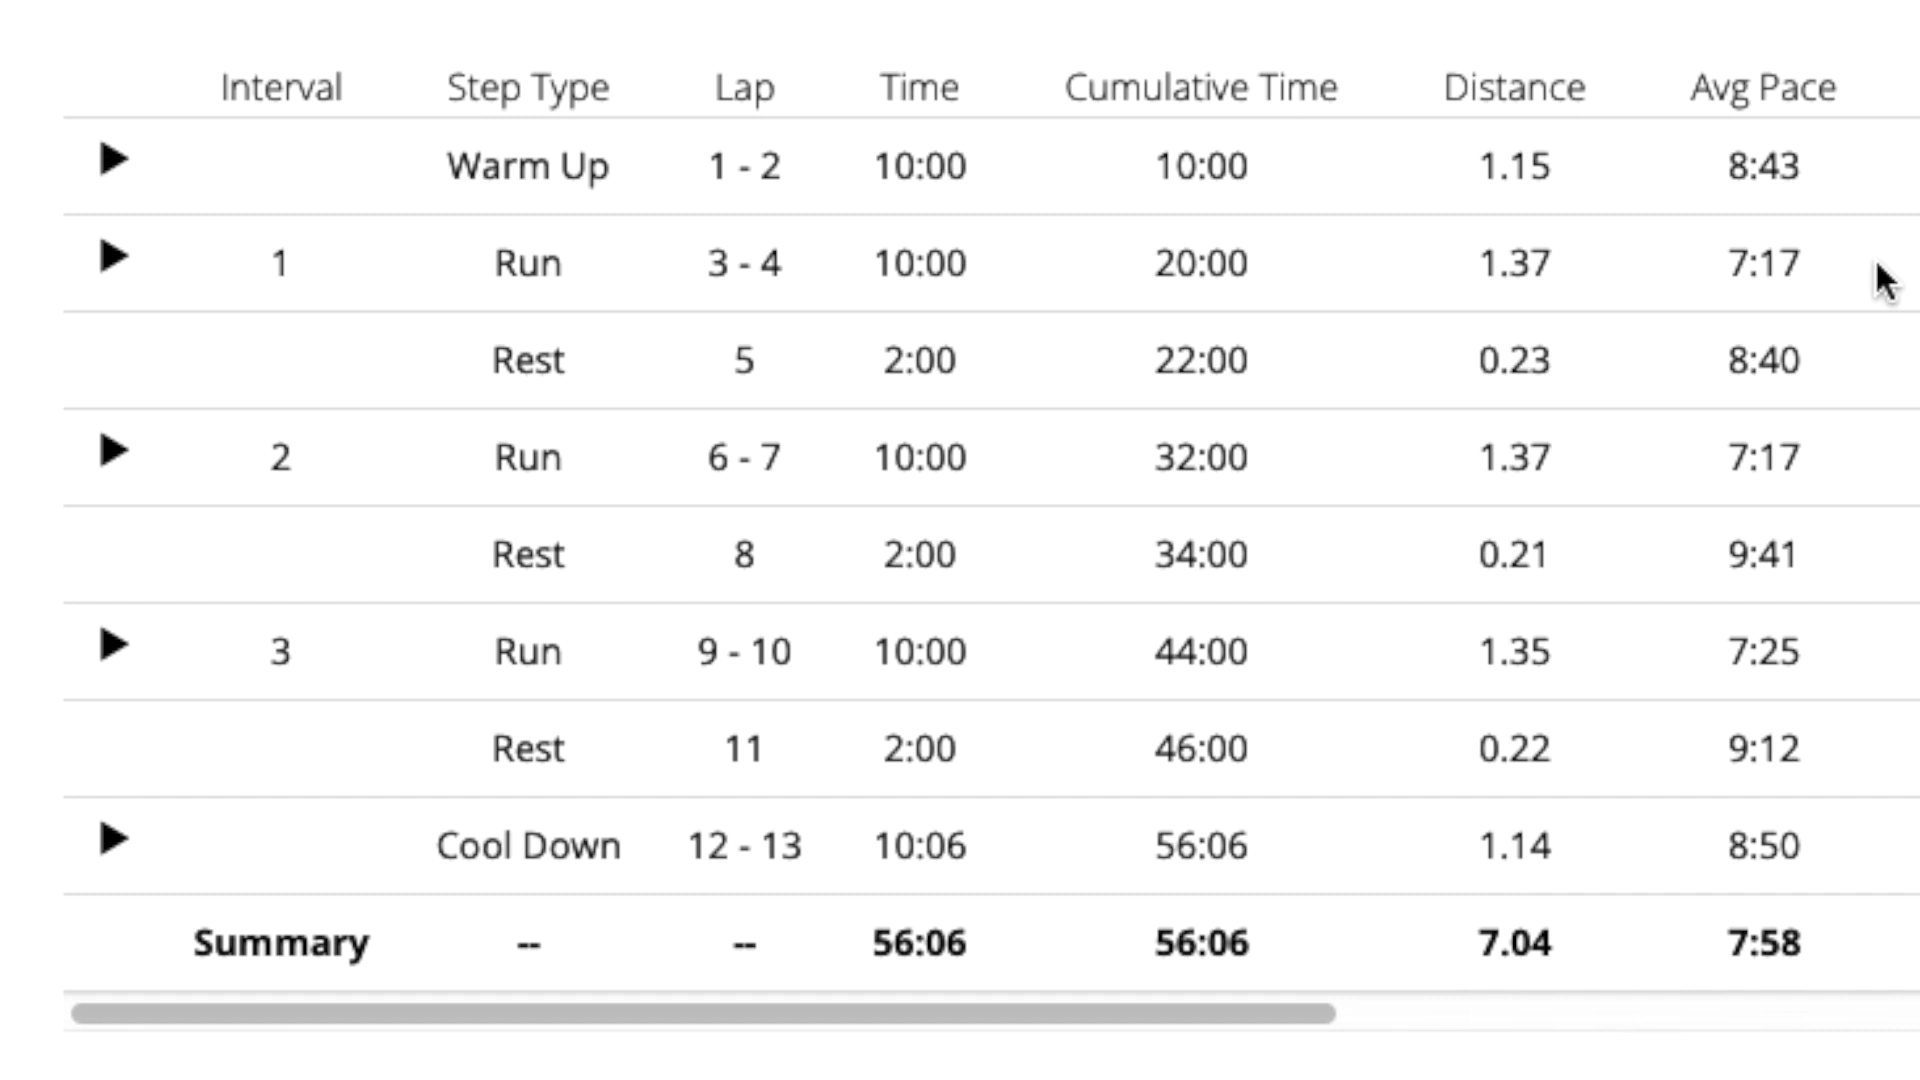 Interval Step Type Lap Time Cumulative Time Distance Avg Pace
Warm Up 1 - 2 10:00 10:00 1.15 8:43
1 Run 3 - 4 10:00 20:00 1.37 7:17
Rest 5 2:00 22:00 0.23 8:40
2 Run 6 - 7 10:00 32:00 1.37 7:17
Rest 8 2:00 34:00 0.21 9:41
3 Run 9 - 10 10:00 44:00 1.35 7:25
Rest 11 2:00 46:00 0.22 9:12
Cool Down 12 - 13 10:06 56:06 1.14 8:50
Summary -- -- 56:06 56:06 7.04 7:58